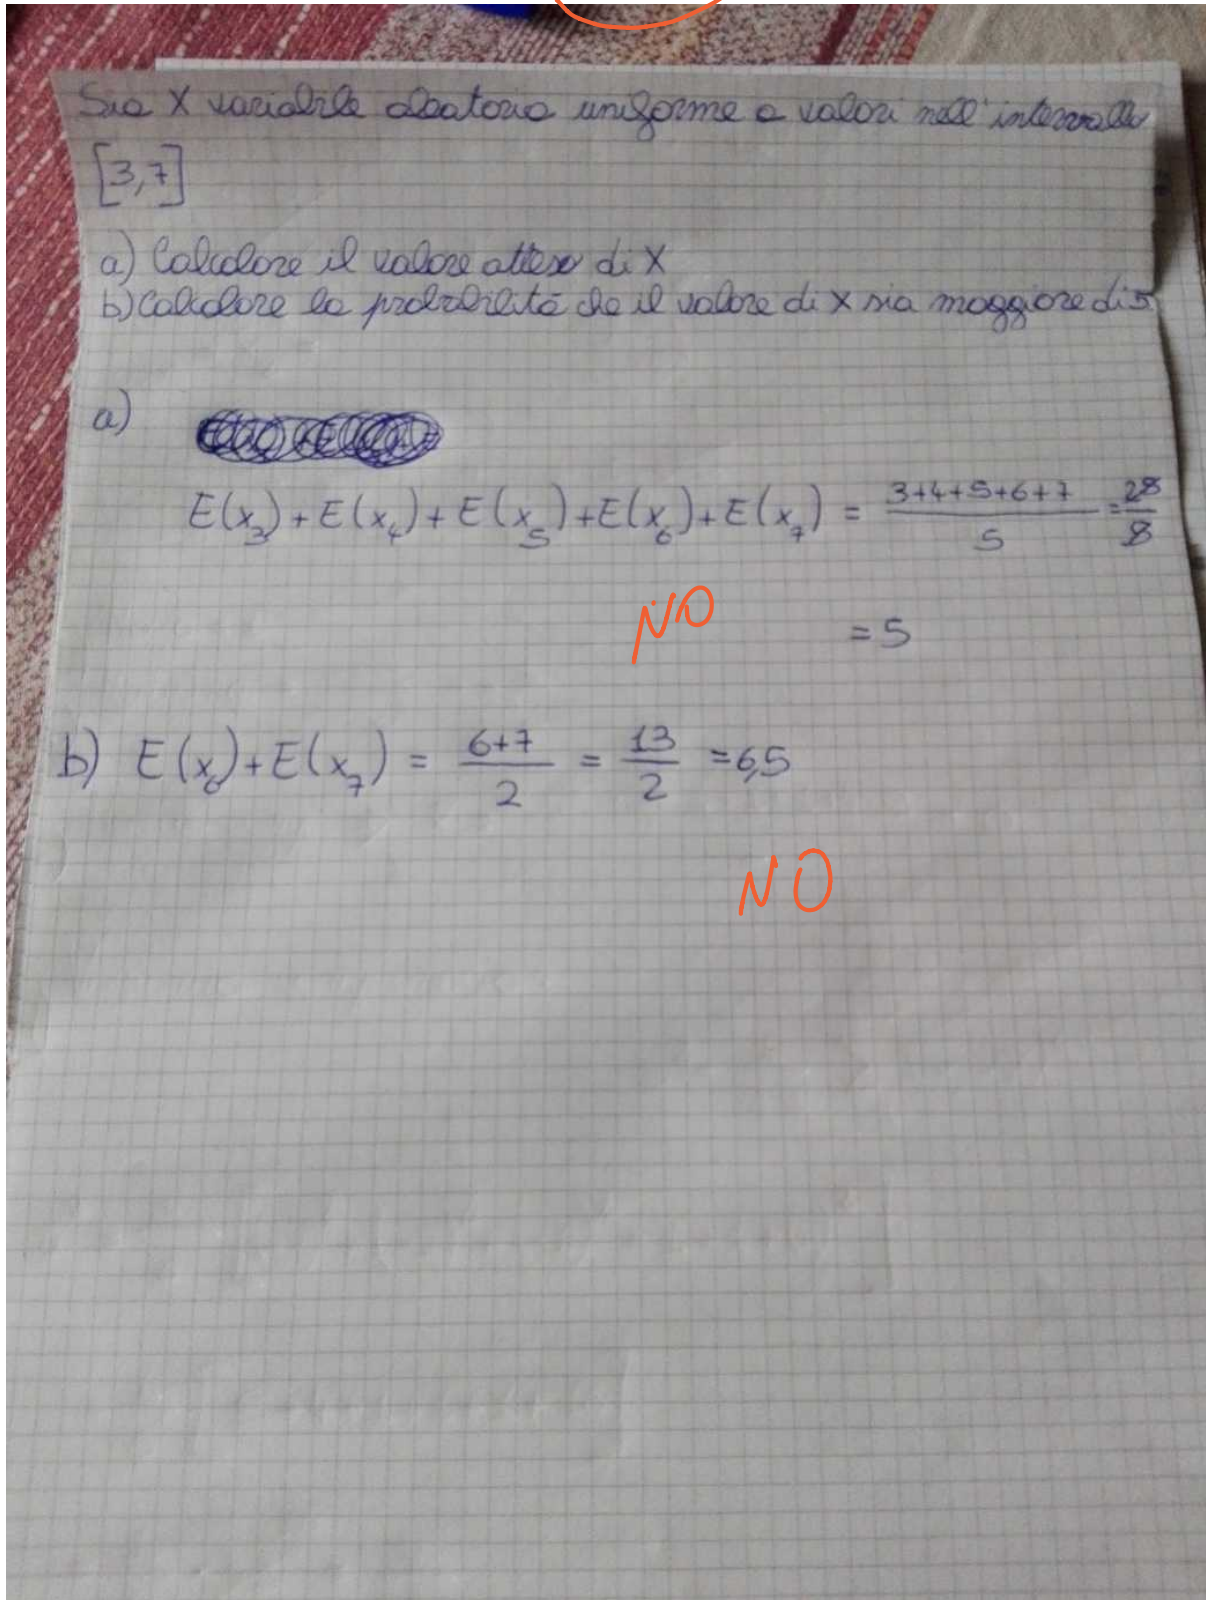 Sia X variabile aleatoria uniforme a valori nell'intervallo
[3,7]
a) Calcolare il valore atteso di X
b) Calcolare la probabilità che il valore di X sia maggiore di 5
a)
E(x₃)+E(x₄)+E(x₅)+E(x₆)+E(x₇) = (3+4+5+6+7)/5 =
NO
= 5
b) E(x₆)+E(x₇) = (6+7)/2 = 13/2 = 6,5
NO